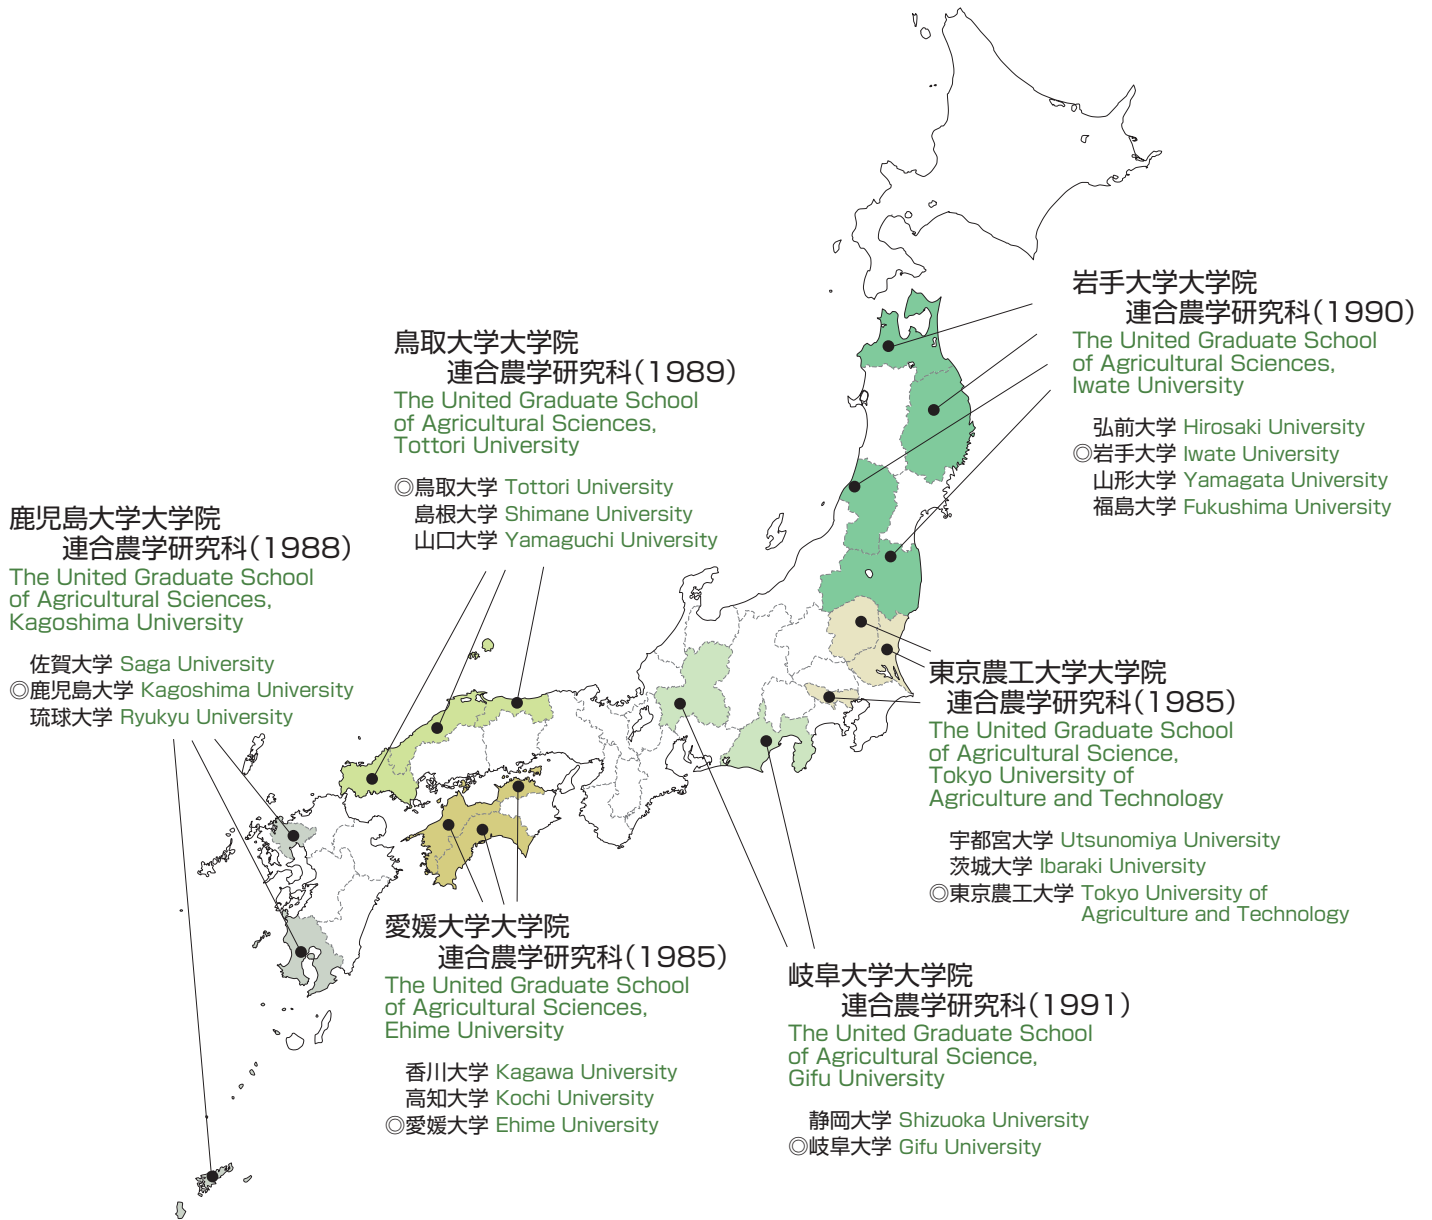 岩手大学大学院
連合農学研究科(1990)
The United Graduate School
of Agricultural Sciences,
Iwate University
弘前大学 Hirosaki University
◎岩手大学 Iwate University
山形大学 Yamagata University
福島大学 Fukushima University
鳥取大学大学院
連合農学研究科(1989)
The United Graduate School
of Agricultural Sciences,
Tottori University
◎鳥取大学 Tottori University
島根大学 Shimane University
山口大学 Yamaguchi University
鹿児島大学大学院
連合農学研究科(1988)
The United Graduate School
of Agricultural Sciences,
Kagoshima University
佐賀大学 Saga University
◎鹿児島大学 Kagoshima University
琉球大学 Ryukyu University
東京農工大学大学院
連合農学研究科(1985)
The United Graduate School
of Agricultural Science,
Tokyo University of
Agriculture and Technology
宇都宮大学 Utsunomiya University
茨城大学 Ibaraki University
◎東京農工大学 Tokyo University of
Agriculture and Technology
愛媛大学大学院
連合農学研究科(1985)
The United Graduate School
of Agricultural Sciences,
Ehime University
香川大学 Kagawa University
高知大学 Kochi University
◎愛媛大学 Ehime University
岐阜大学大学院
連合農学研究科(1991)
The United Graduate School
of Agricultural Science,
Gifu University
静岡大学 Shizuoka University
◎岐阜大学 Gifu University